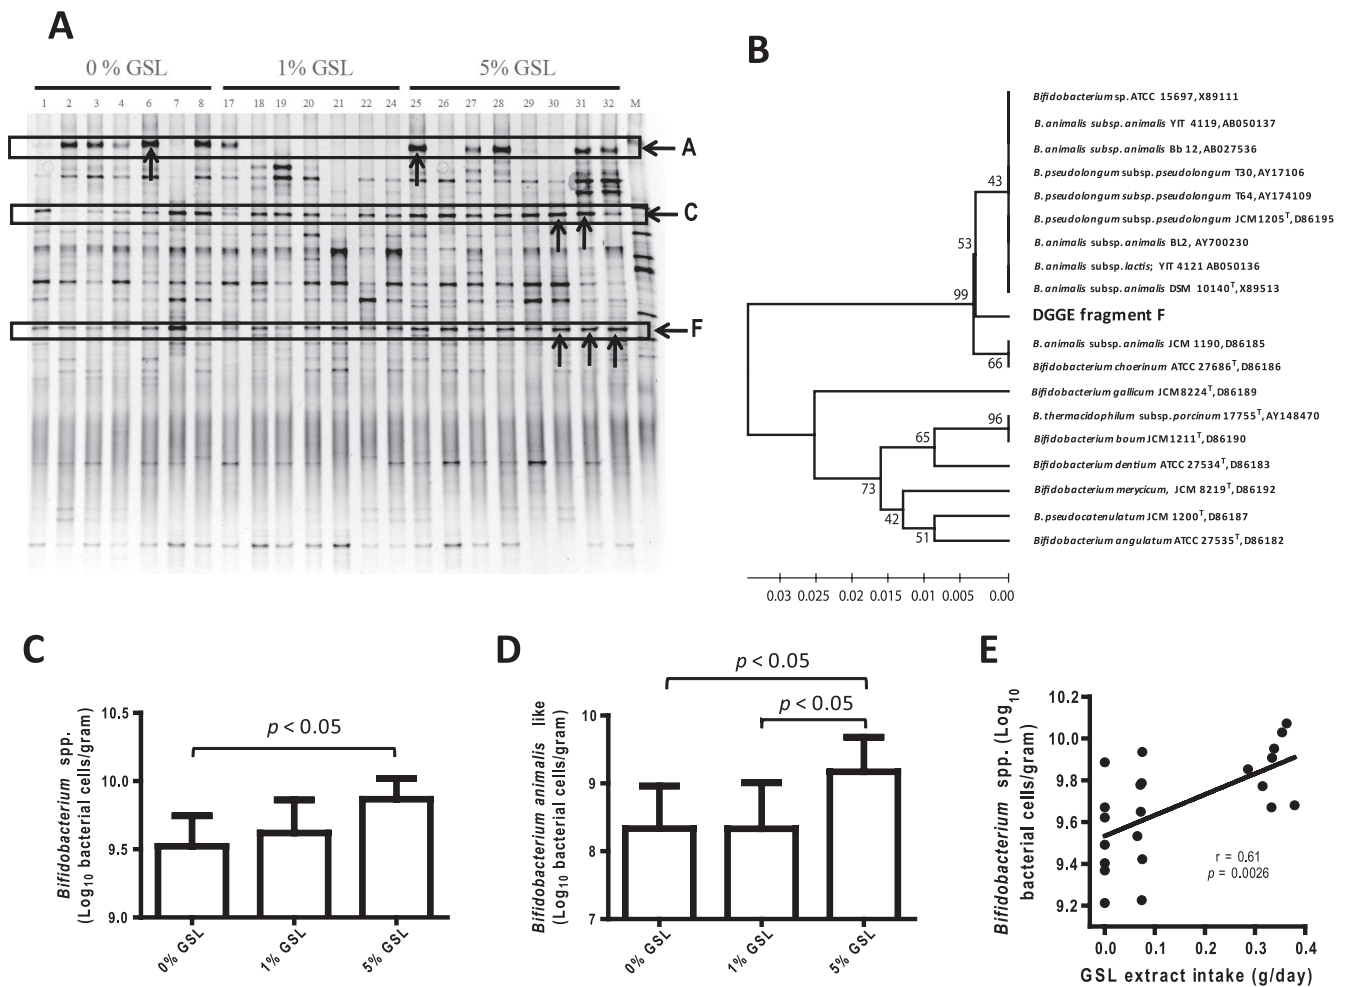 A
0 % GSL 1% GSL 5% GSL
1 2 3 4 6 7 8 17 18 19 20 21 22 24 25 26 27 28 29 30 31 32 M
A
C
F
B
Bifidobacterium sp. ATCC 15697, X89111
B. animalis subsp. animalis YIT 4119, AB050137
B. animalis subsp. animalis Bb 12, AB027536
B. pseudolongum subsp. pseudolongum T30, AY17106
43
B. pseudolongum subsp. pseudolongum T64, AY174109
B. pseudolongum subsp. pseudolongum JCM1205T, D86195
53
B. animalis subsp. animalis BL2, AY700230
B. animalis subsp. lactis; YIT 4121 AB050136
B. animalis subsp. animalis DSM 10140T, X89513
99
DGGE fragment F
B. animalis subsp. animalis JCM 1190, D86185
66
Bifidobacterium choerinum ATCC 27686T, D86186
Bifidobacterium gallicum JCM8224T, D86189
96
B. thermacidophilum subsp. porcinum 17755T, AY148470
65
Bifidobacterium boum JCM1211T, D86190
Bifidobacterium dentium ATCC 27534T, D86183
73
Bifidobacterium merycicum, JCM 8219T, D86192
42
B. pseudocatenulatum JCM 1200T, D86187
51
Bifidobacterium angulatum ATCC 27535T, D86182
0.03 0.025 0.02 0.015 0.01 0.005 0.00
C
Bifidobacterium spp.
(Log10 bacterial cells/gram)
10.5
10.0
9.5
9.0
p < 0.05
0% GSL
1% GSL
5% GSL
D
Bifidobacterium animalis like
(Log10 bacterial cells/gram)
10
9
8
7
p < 0.05
p < 0.05
0% GSL
1% GSL
5% GSL
E
Bifidobacterium spp. (Log10
bacterial cells/gram)
10.2
10.0
9.8
9.6
9.4
9.2
r = 0.61
p = 0.0026
0.0 0.1 0.2 0.3 0.4
GSL extract intake (g/day)